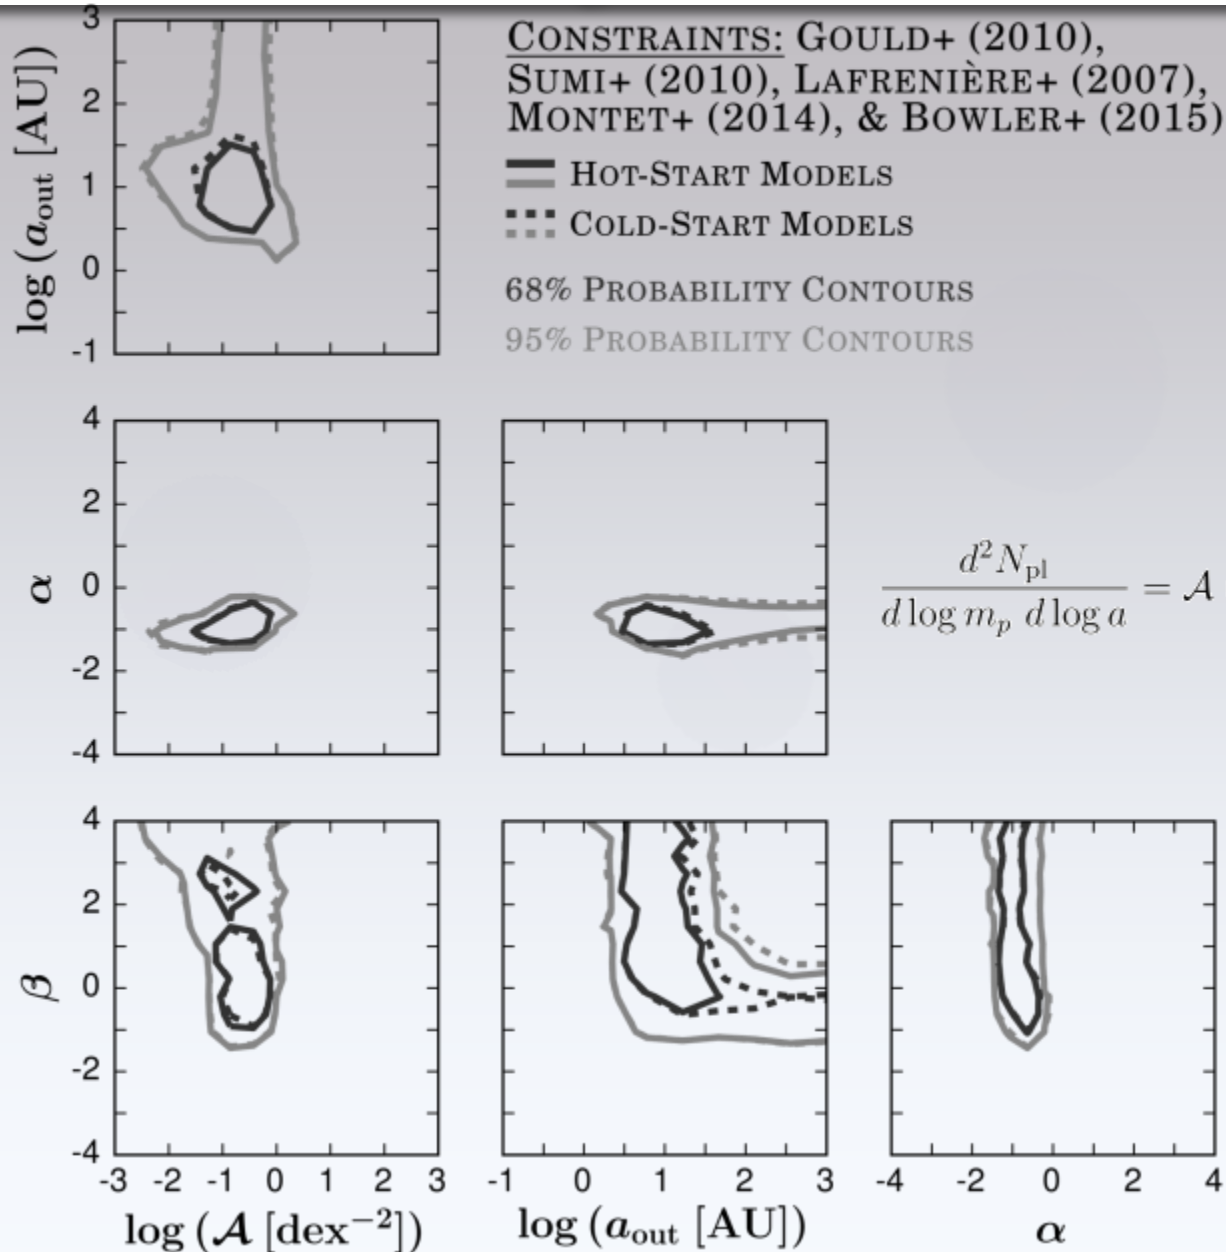 CONSTRAINTS: GOULD+ (2010),
SUMI+ (2010), LAFRENIÈRE+ (2007),
MONTET+ (2014), & BOWLER+ (2015)
HOT-START MODELS
COLD-START MODELS
68% PROBABILITY CONTOURS
95% PROBABILITY CONTOURS
log (a_out [AU])
3
2
1
0
-1
α
4
2
0
-2
-4
d²N_pl / d log m_p d log a = 𝒜
β
4
2
0
-2
-4
-3 -2 -1 0 1 2 3
-1 0 1 2 3
-4 -2 0 2 4
log (𝒜 [dex⁻²])
log (a_out [AU])
α